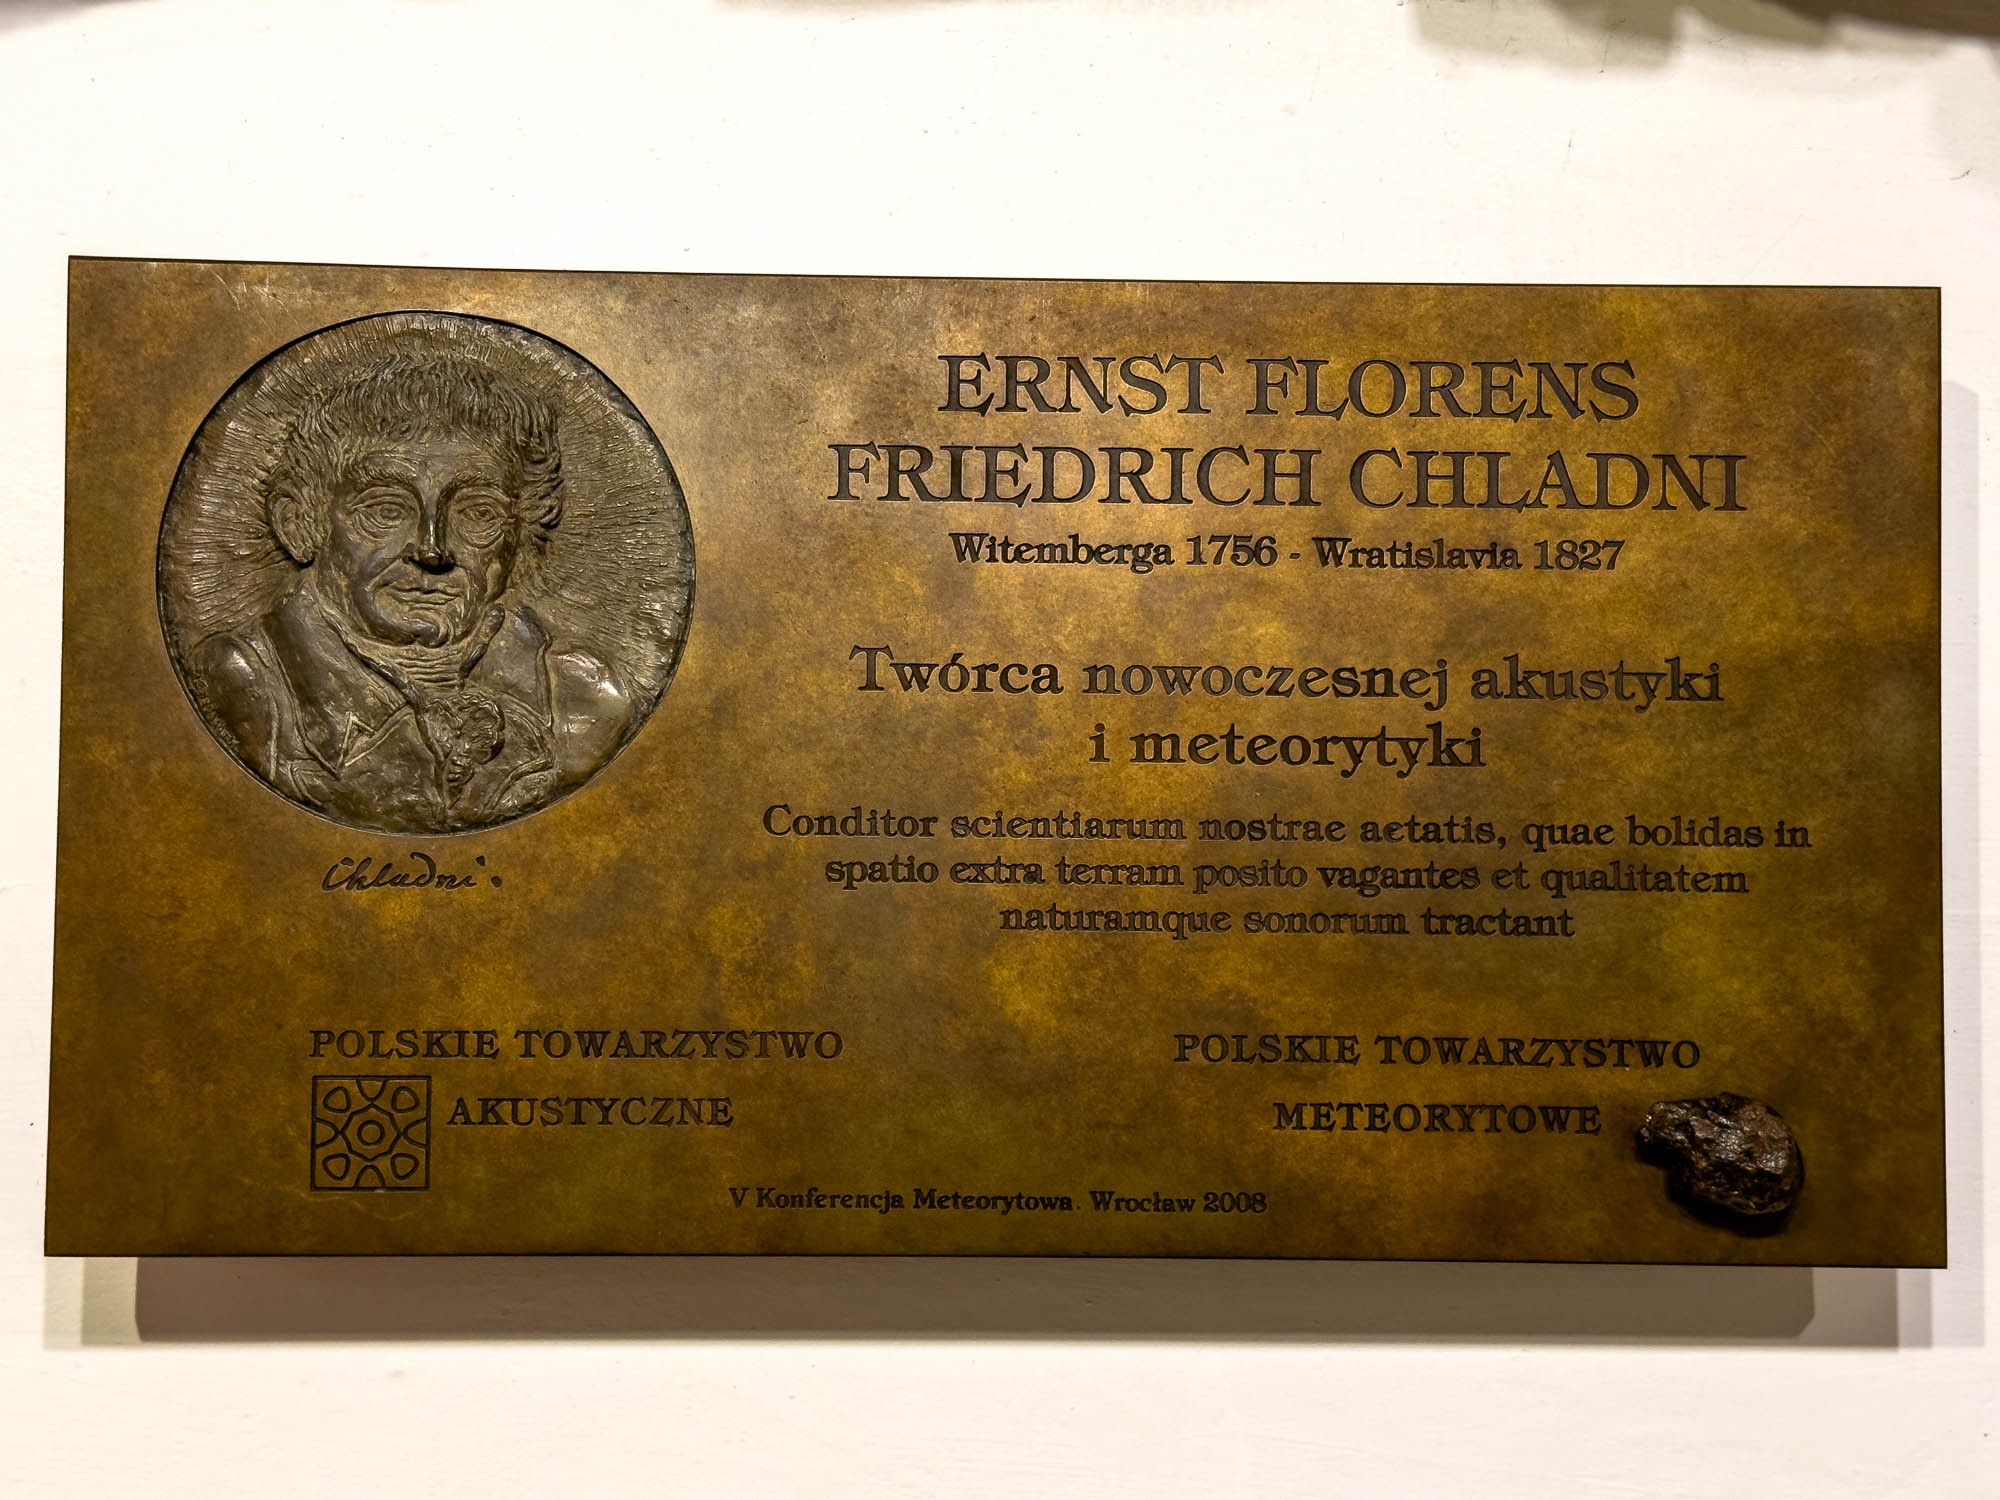 ERNST FLORENS
FRIEDRICH CHLADNI
Witemberga 1756 - Wratislavia 1827
Twórca nowoczesnej akustyki
i meteorytyki
Conditor scientiarum nostrae aetatis, quae bolidas in
spatio extra terram posito vagantes et qualitatem
naturamque sonorum tractant
Chladni.
POLSKIE TOWARZYSTWO
AKUSTYCZNE
POLSKIE TOWARZYSTWO
METEORYTOWE
V Konferencja Meteorytowa. Wrocław 2008